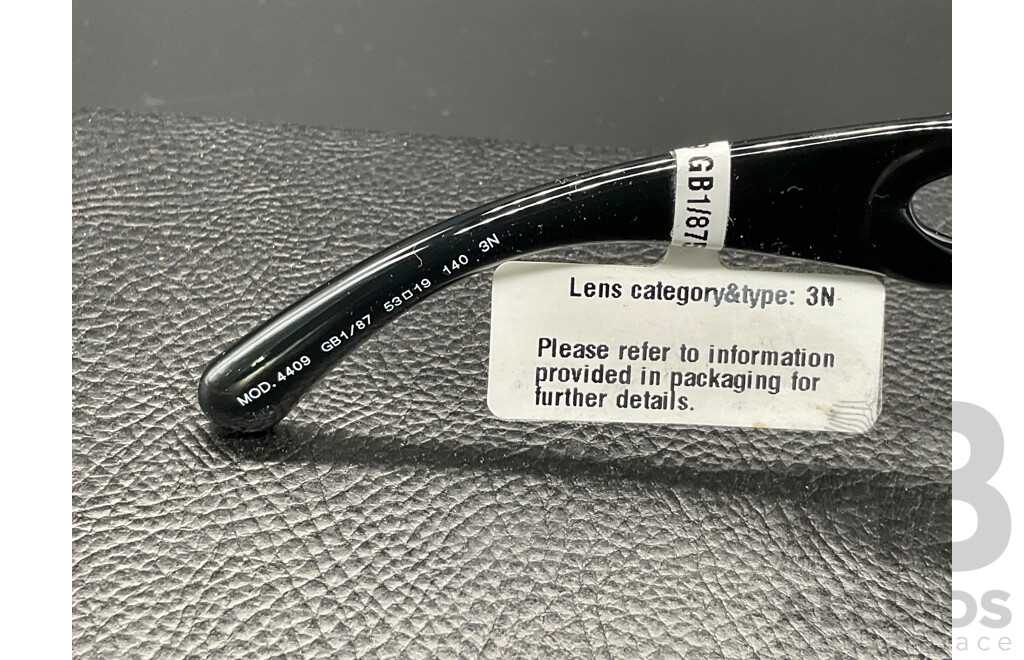 MOD. 4409 GB1/87 53□19 140 3N
GB1/875
Lens category&type: 3N
Please refer to information
provided in packaging for
further details.